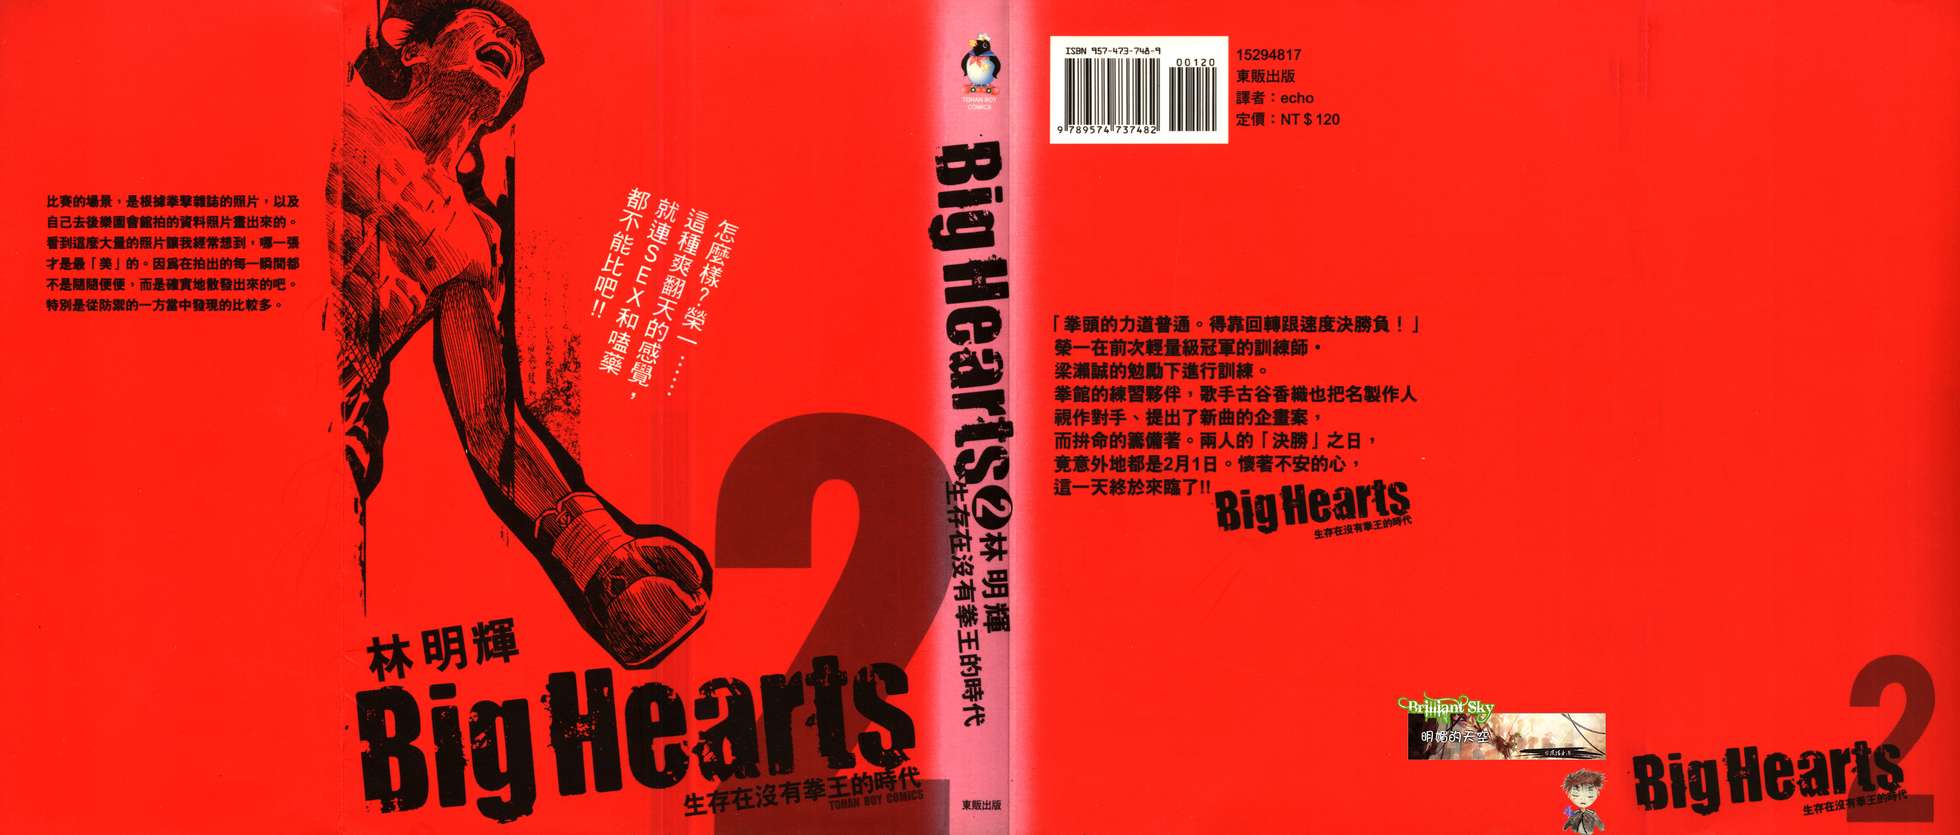 比賽的場景，是根據拳擊雜誌的照片，以及
自己去後樂園會館拍的資料照片畫出來的。
看到這麼大量的照片讓我經常想到，哪一張
才是最「美」的。因為在拍出的每一瞬間都
不是隨隨便便，而是確實地散發出來的吧。
特別是從防禦的一方當中發現的比較多。
怎麼樣？榮一……
這種爽翻天的感覺，
就連SEX和嗑藥
都不能比吧!!
2
林明輝
Big Hearts
生存在沒有拳王的時代
TOHAN BOY COMICS
TOHAN BOY
COMICS
Big Hearts 2 林明輝
生存在沒有拳王的時代
東販出版
ISBN 957-473-748-9
00120
9 789574 737482
15294817
東販出版
譯者：echo
定價：NT＄120
「拳頭的力道普通。得靠回轉跟速度決勝負！」
榮一在前次輕量級冠軍的訓練師。
梁瀨誠的勉勵下進行訓練。
拳館的練習夥伴，歌手古谷香織也把名製作人
視作對手、提出了新曲的企畫案，
而拚命的籌備著。兩人的「決勝」之日，
竟意外地都是2月1日。懷著不安的心，
這一天終於來臨了!!
Big Hearts
生存在沒有拳王的時代
Brilliant Sky
明媚的天空
2
Big Hearts
生存在沒有拳王的時代